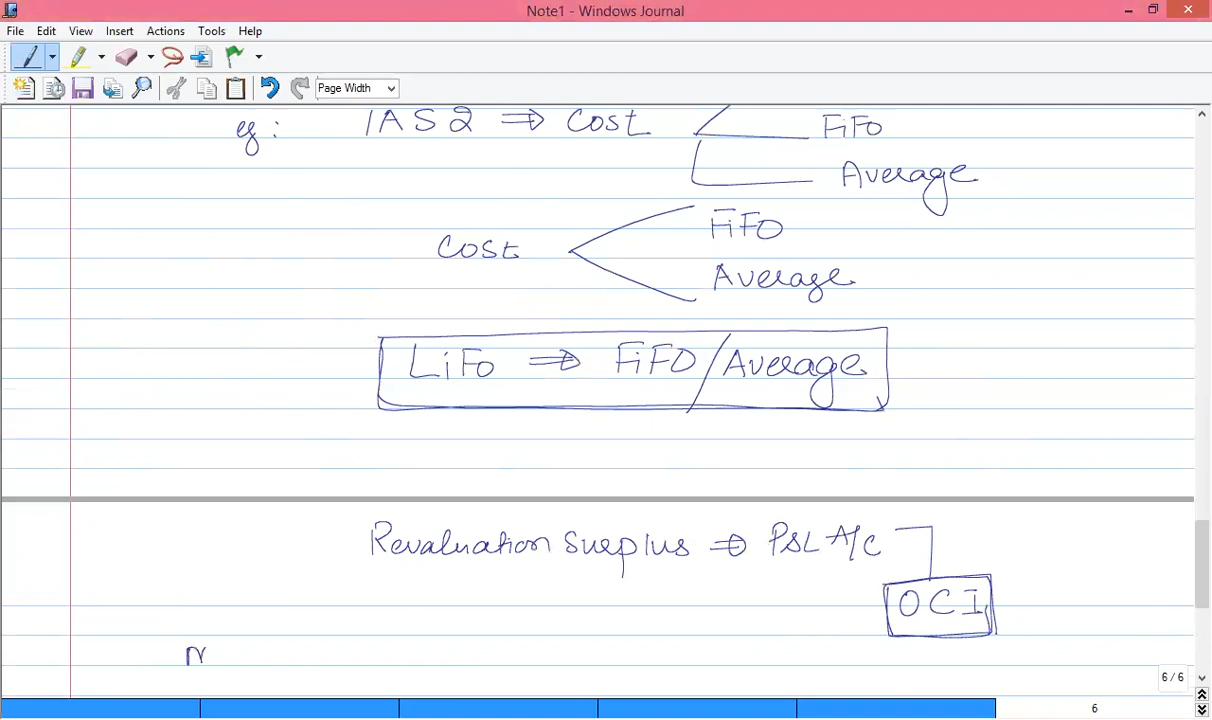 Note1 - Windows Journal
File Edit View Insert Actions Tools Help
Page Width
eg : IAS 2 ⇒ Cost FiFo
Average
Cost FiFO
Average
LiFo ⇒ FiFO/Average
Revaluation Surplus ⇒ P&L A/C
OCI
N
6 / 6
6